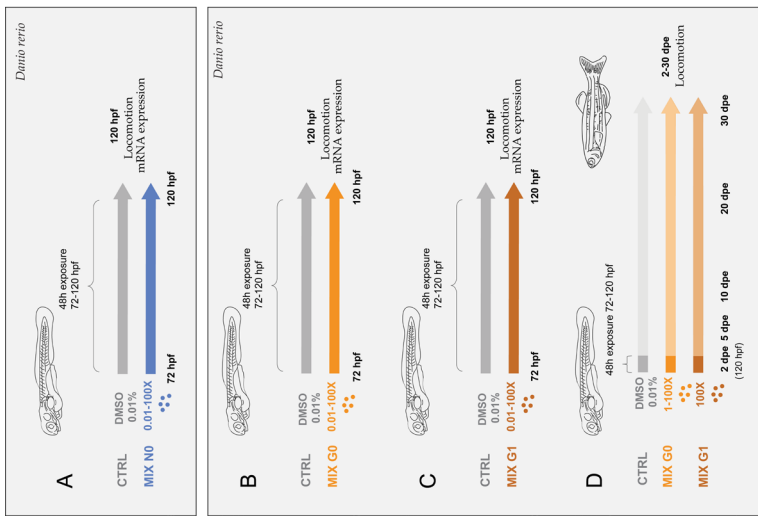 Danio rerio
A
48h exposure
72-120 hpf
CTRL
DMSO
0.01%
MIX N0
0.01-100X
72 hpf
120 hpf
120 hpf
Locomotion
mRNA expression
Danio rerio
B
48h exposure
72-120 hpf
CTRL
DMSO
0.01%
MIX G0
0.01-100X
72 hpf
120 hpf
120 hpf
Locomotion
mRNA expression
C
48h exposure
72-120 hpf
CTRL
DMSO
0.01%
MIX G1
0.01-100X
72 hpf
120 hpf
120 hpf
Locomotion
mRNA expression
D
48h exposure 72-120 hpf
CTRL
DMSO
0.01%
MIX G0
1-100X
MIX G1
100X
2-30 dpe
Locomotion
2 dpe 5 dpe 10 dpe 20 dpe 30 dpe
(120 hpf)